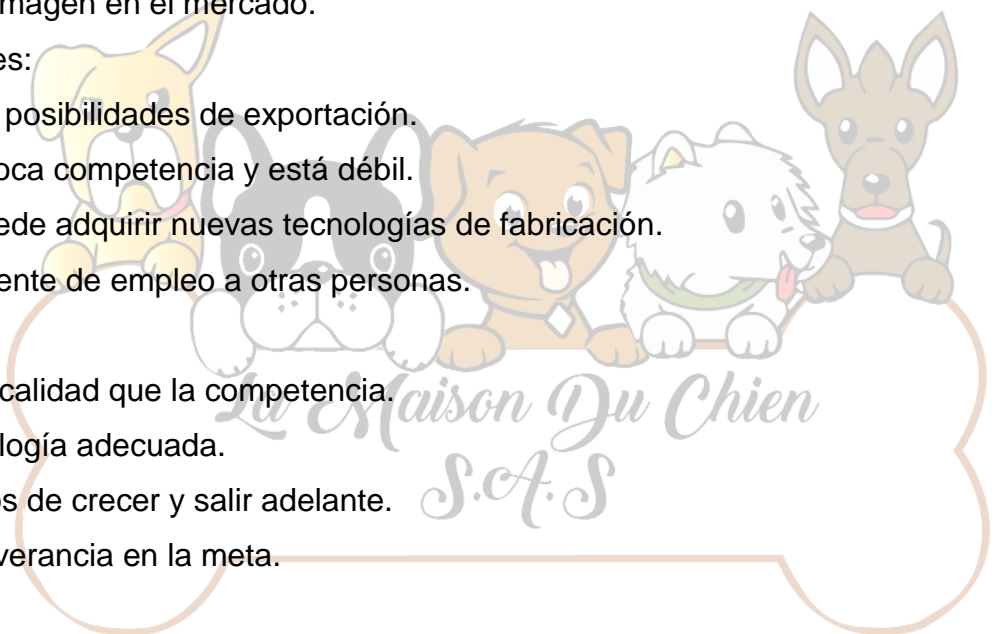 imagen en el mercado.
es:
posibilidades de exportación.
oca competencia y está débil.
ede adquirir nuevas tecnologías de fabricación.
ente de empleo a otras personas.
calidad que la competencia.
La Maison Du Chien
logía adecuada.
S.A.S
os de crecer y salir adelante.
verancia en la meta.